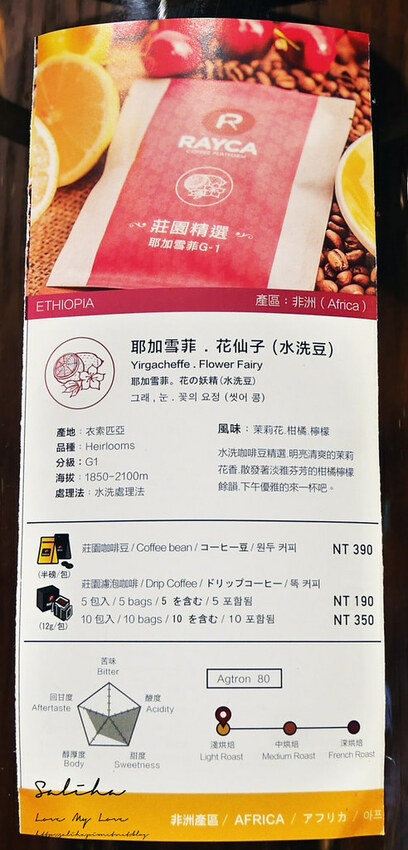 RAYCA
COFFEE PLATFORM
莊園精選
耶加雪菲G-1
ETHIOPIA 產區：非洲（Africa）
耶加雪菲 . 花仙子 (水洗豆)
Yirgacheffe . Flower Fairy
耶加雪菲。花の妖精(水洗豆)
그래 , 눈 . 꽃의 요정 (씻어 콩)
產地：衣索匹亞
品種：Heirlooms
分級：G1
海拔：1850-2100m
處理法：水洗處理法
風味：茉莉花.柑橘.檸檬
水洗咖啡豆精選.明亮清爽的茉莉
花香.散發著淡雅芬芳的柑橘檸檬
餘韻.下午優雅的來一杯吧。
莊園咖啡豆 / Coffee bean / コーヒー豆 / 원두 커피 NT 390
(半磅/包)
莊園濾泡咖啡 / Drip Coffee / ドリップコーヒー / 똑 커피
5 包入 / 5 bags / 5 を含む / 5 포함됨 NT 190
10 包入 / 10 bags / 10 を含む / 10 포함됨 NT 350
(12g/包)
苦味
Bitter
回甘度
Aftertaste
酸度
Acidity
醇厚度
Body
甜度
Sweetness
Agtron 80
淺烘焙
Light Roast
中烘焙
Medium Roast
深烘焙
French Roast
Saliha
Love My Love
非洲產區 / AFRICA / アフリカ / 아프